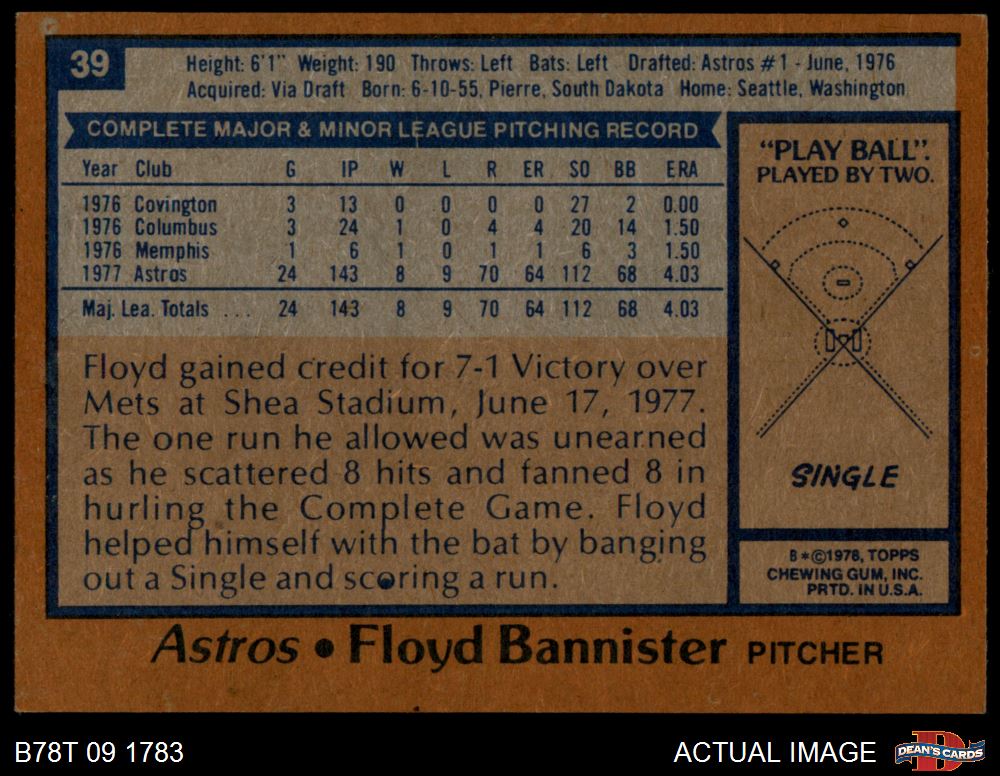 39
Height: 6'1" Weight: 190 Throws: Left Bats: Left Drafted: Astros #1 - June, 1976
Acquired: Via Draft Born: 6-10-55, Pierre, South Dakota Home: Seattle, Washington
COMPLETE MAJOR & MINOR LEAGUE PITCHING RECORD
Year Club G IP W L R ER SO BB ERA
1976 Covington 3 13 0 0 0 0 27 2 0.00
1976 Columbus 3 24 1 0 4 4 20 14 1.50
1976 Memphis 1 6 1 0 1 1 6 3 1.50
1977 Astros 24 143 8 9 70 64 112 68 4.03
Maj. Lea. Totals ... 24 143 8 9 70 64 112 68 4.03
Floyd gained credit for 7-1 Victory over
Mets at Shea Stadium, June 17, 1977.
The one run he allowed was unearned
as he scattered 8 hits and fanned 8 in
hurling the Complete Game. Floyd
helped himself with the bat by banging
out a Single and scoring a run.
"PLAY BALL".
PLAYED BY TWO.
SINGLE
B*©1978, TOPPS
CHEWING GUM, INC.
PRTD. IN U.S.A.
Astros • Floyd Bannister PITCHER
B78T 09 1783
ACTUAL IMAGE
DEAN'S CARDS